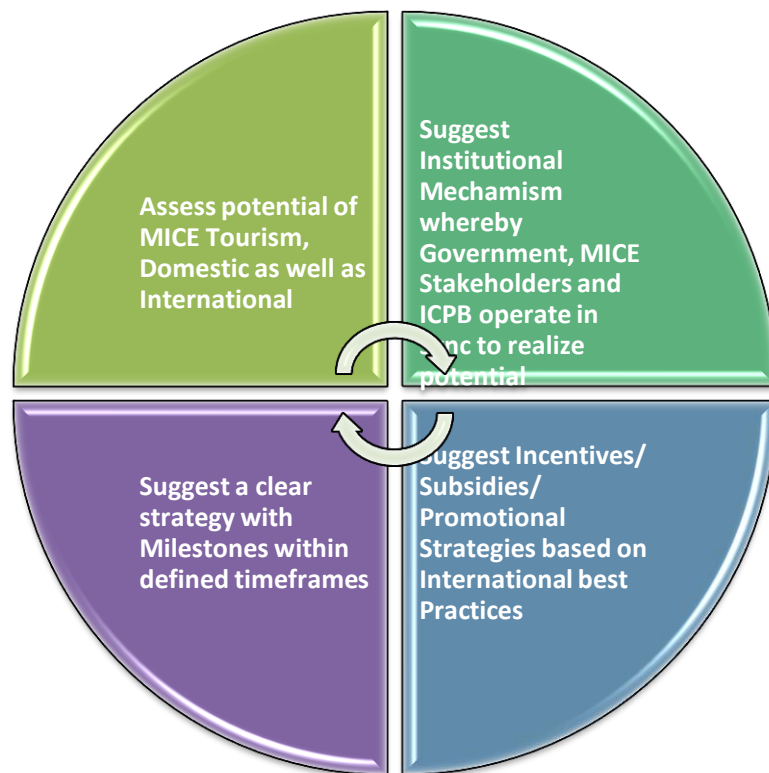 Assess potential of
MICE Tourism,
Domestic as well as
International
Suggest
Institutional
Mechamism
whereby
Government, MICE
Stakeholders and
ICPB operate in
sync to realize
potential
Suggest Incentives/
Subsidies/
Promotional
Strategies based on
International best
Practices
Suggest a clear
strategy with
Milestones within
defined timeframes